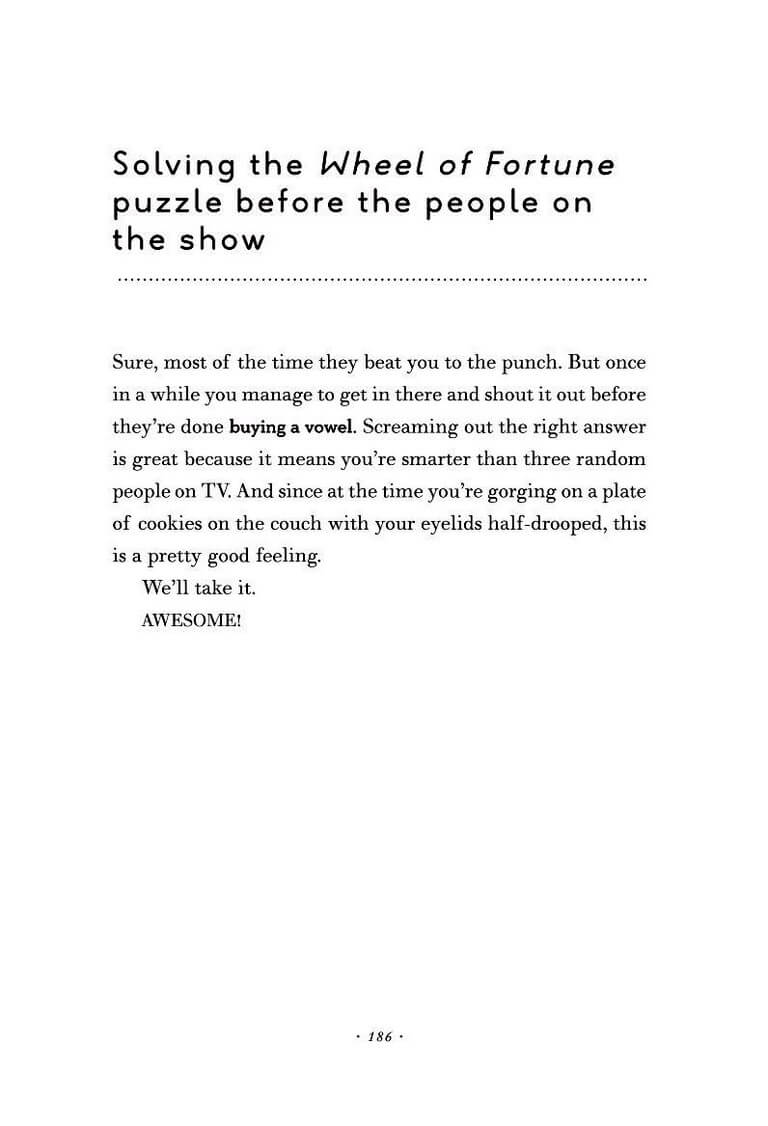 Solving the Wheel of Fortune
puzzle before the people on
the show
Sure, most of the time they beat you to the punch. But once
in a while you manage to get in there and shout it out before
they’re done buying a vowel. Screaming out the right answer
is great because it means you’re smarter than three random
people on TV. And since at the time you’re gorging on a plate
of cookies on the couch with your eyelids half-drooped, this
is a pretty good feeling.
We’ll take it.
AWESOME!
· 186 ·